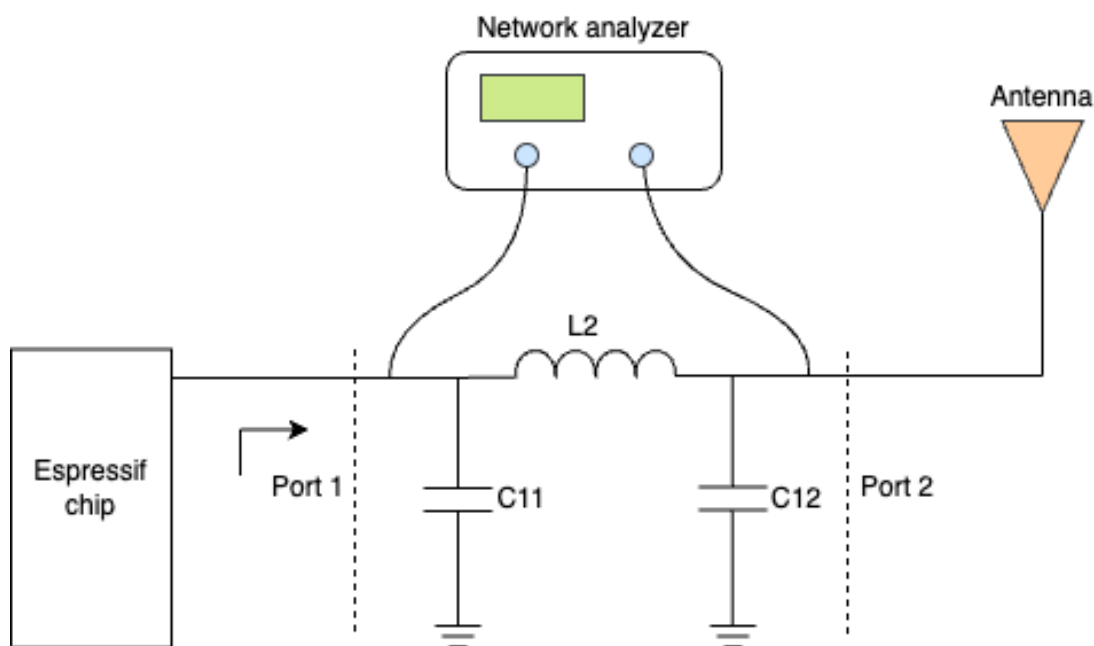 Network analyzer
Antenna
L2
Espressif
chip
Port 1
C11
C12
Port 2